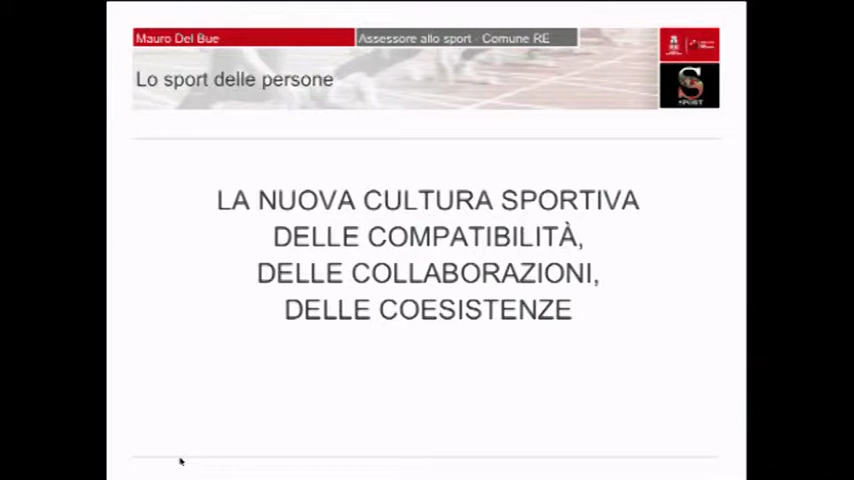 Mauro Del Bue
Assessore allo sport - Comune RE
Lo sport delle persone
S
SPORT
LA NUOVA CULTURA SPORTIVA
DELLE COMPATIBILITÀ,
DELLE COLLABORAZIONI,
DELLE COESISTENZE